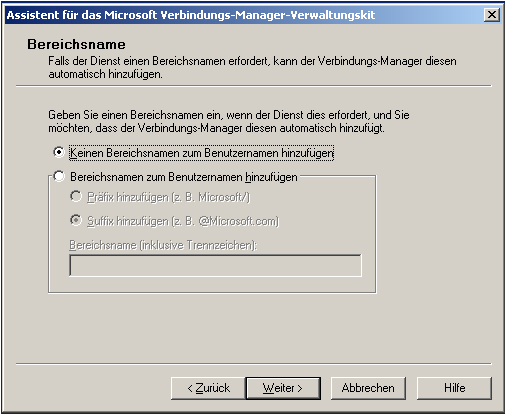 Assistent für das Microsoft Verbindungs-Manager-Verwaltungskit
Bereichsname
Falls der Dienst einen Bereichsnamen erfordert, kann der Verbindungs-Manager diesen
automatisch hinzufügen.
Geben Sie einen Bereichsnamen ein, wenn der Dienst dies erfordert, und Sie
möchten, dass der Verbindungs-Manager diesen automatisch hinzufügt.
Keinen Bereichsnamen zum Benutzernamen hinzufügen
Bereichsnamen zum Benutzernamen hinzufügen
Präfix hinzufügen (z. B. Microsoft/)
Suffix hinzufügen (z. B. @Microsoft.com)
Bereichsname (inklusive Trennzeichen):
< Zurück Weiter > Abbrechen Hilfe